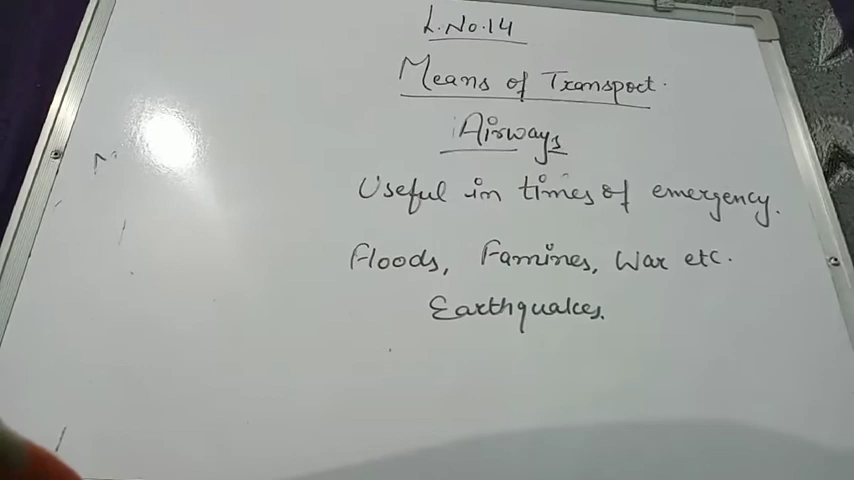 L.No.14
Means of Transport.
Airways
Useful in times of emergency.
Floods, Famines, War etc.
Earthquakes.